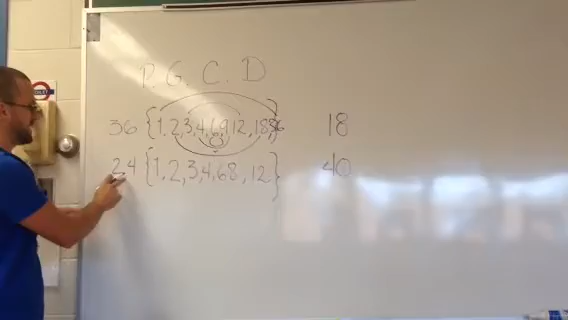 P. G. C. D
36 {1,2,3,4,6,9,12,18,36} 18
24 {1,2,3,4,6,8,12} 40